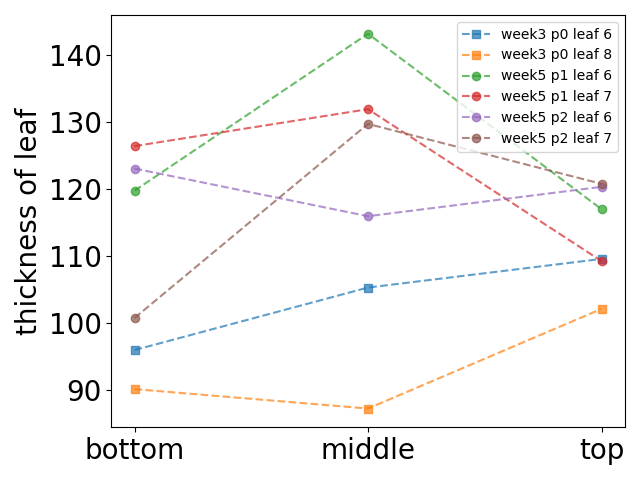 thickness of leaf
140
130
120
110
100
90
bottom
middle
top
week3 p0 leaf 6
week3 p0 leaf 8
week5 p1 leaf 6
week5 p1 leaf 7
week5 p2 leaf 6
week5 p2 leaf 7